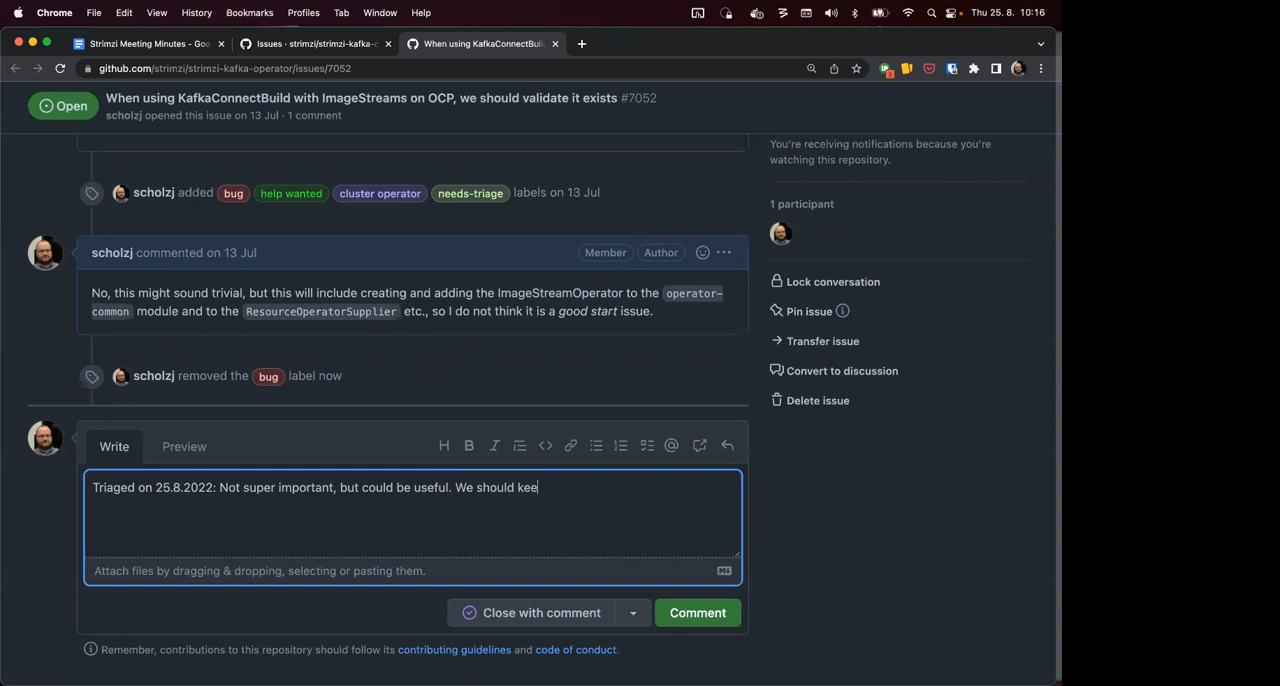 Chrome File Edit View History Bookmarks Profiles Tab Window Help Thu 25. 8. 10:16
Strimzi Meeting Minutes - Goo Issues · strimzi/strimzi-kafka-c When using KafkaConnectBuil
github.com/strimzi/strimzi-kafka-operator/issues/7052
Open
When using KafkaConnectBuild with ImageStreams on OCP, we should validate it exists #7052
scholzj opened this issue on 13 Jul · 1 comment
scholzj added bug help wanted cluster operator needs-triage labels on 13 Jul
scholzj commented on 13 Jul Member Author
No, this might sound trivial, but this will include creating and adding the ImageStreamOperator to the operator-
common module and to the ResourceOperatorSupplier etc., so I do not think it is a good start issue.
scholzj removed the bug label now
Write Preview
Triaged on 25.8.2022: Not super important, but could be useful. We should kee
Attach files by dragging & dropping, selecting or pasting them.
Close with comment Comment
Remember, contributions to this repository should follow its contributing guidelines and code of conduct.
You're receiving notifications because you're
watching this repository.
1 participant
Lock conversation
Pin issue
Transfer issue
Convert to discussion
Delete issue